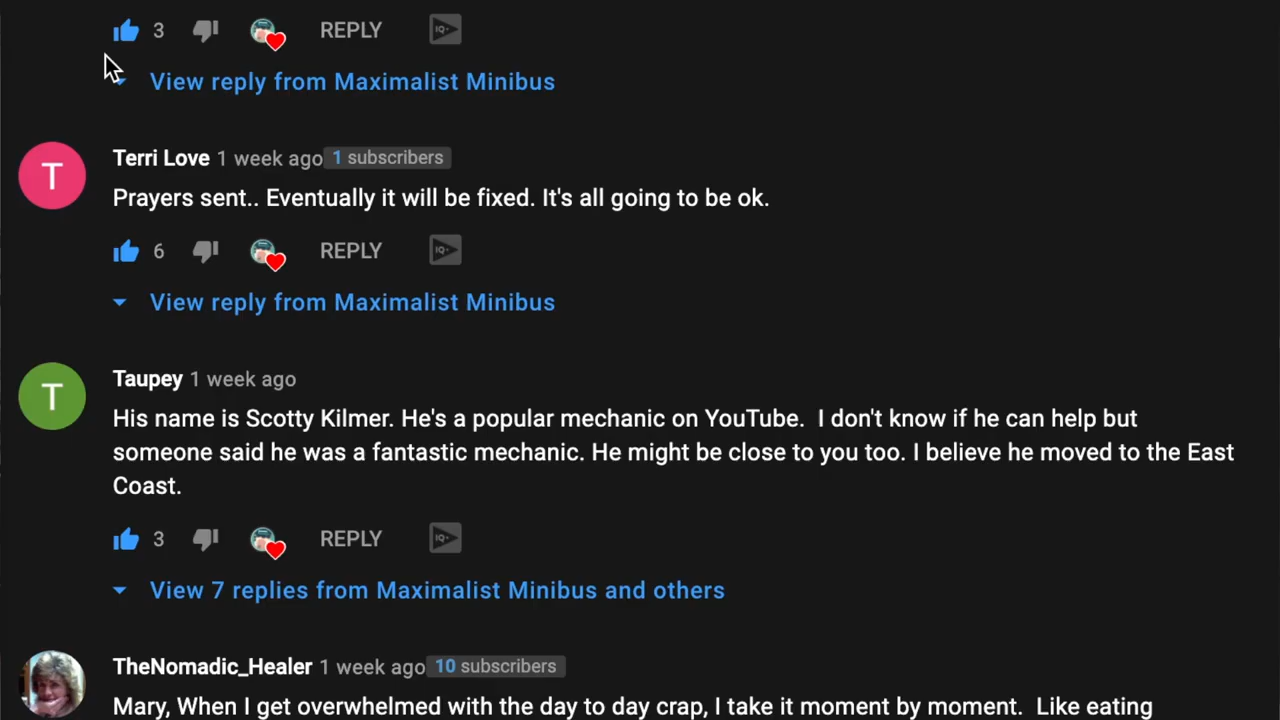 3 REPLY IQ+
View reply from Maximalist Minibus
T Terri Love 1 week ago 1 subscribers
Prayers sent.. Eventually it will be fixed. It's all going to be ok.
6 REPLY IQ+
View reply from Maximalist Minibus
T Taupey 1 week ago
His name is Scotty Kilmer. He's a popular mechanic on YouTube.  I don't know if he can help but
someone said he was a fantastic mechanic. He might be close to you too. I believe he moved to the East
Coast.
3 REPLY IQ+
View 7 replies from Maximalist Minibus and others
TheNomadic_Healer 1 week ago 10 subscribers
Mary, When I get overwhelmed with the day to day crap, I take it moment by moment.  Like eating